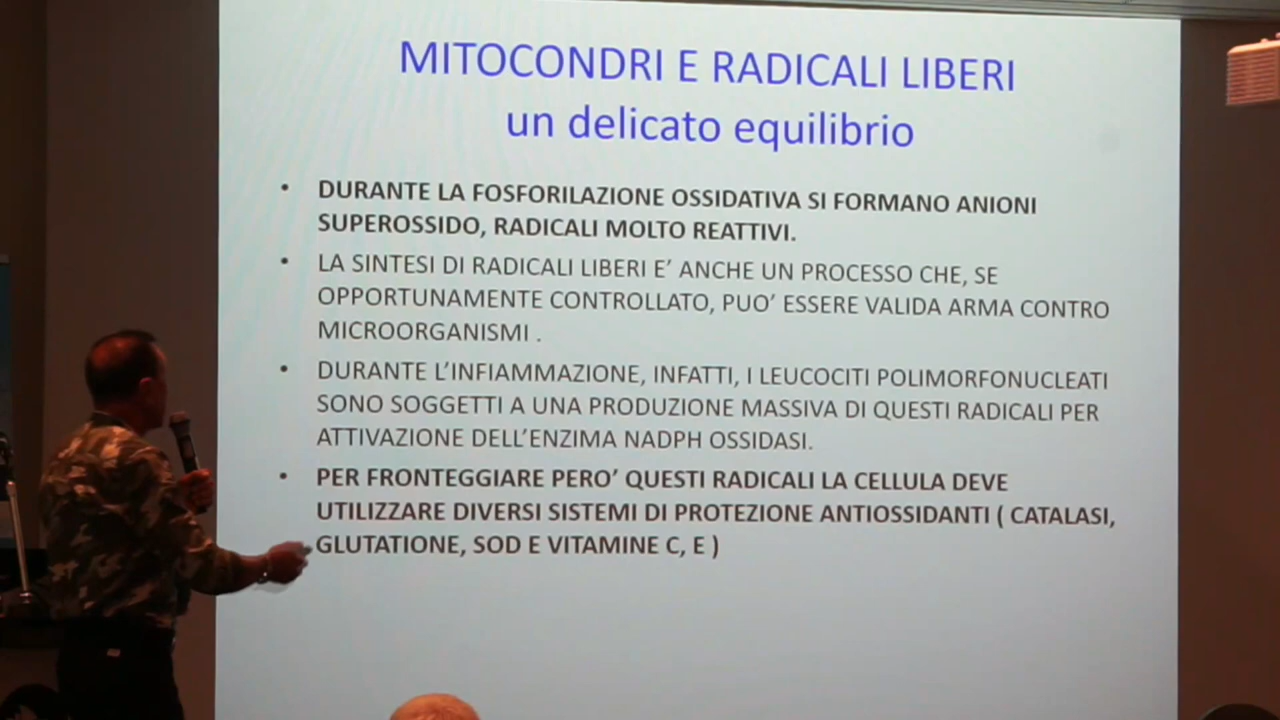 MITOCONDRI E RADICALI LIBERI
un delicato equilibrio
• DURANTE LA FOSFORILAZIONE OSSIDATIVA SI FORMANO ANIONI
SUPEROSSIDO, RADICALI MOLTO REATTIVI.
• LA SINTESI DI RADICALI LIBERI E’ ANCHE UN PROCESSO CHE, SE
OPPORTUNAMENTE CONTROLLATO, PUO’ ESSERE VALIDA ARMA CONTRO
MICROORGANISMI .
• DURANTE L’INFIAMMAZIONE, INFATTI, I LEUCOCITI POLIMORFONUCLEATI
SONO SOGGETTI A UNA PRODUZIONE MASSIVA DI QUESTI RADICALI PER
ATTIVAZIONE DELL’ENZIMA NADPH OSSIDASI.
• PER FRONTEGGIARE PERO’ QUESTI RADICALI LA CELLULA DEVE
UTILIZZARE DIVERSI SISTEMI DI PROTEZIONE ANTIOSSIDANTI ( CATALASI,
GLUTATIONE, SOD E VITAMINE C, E )